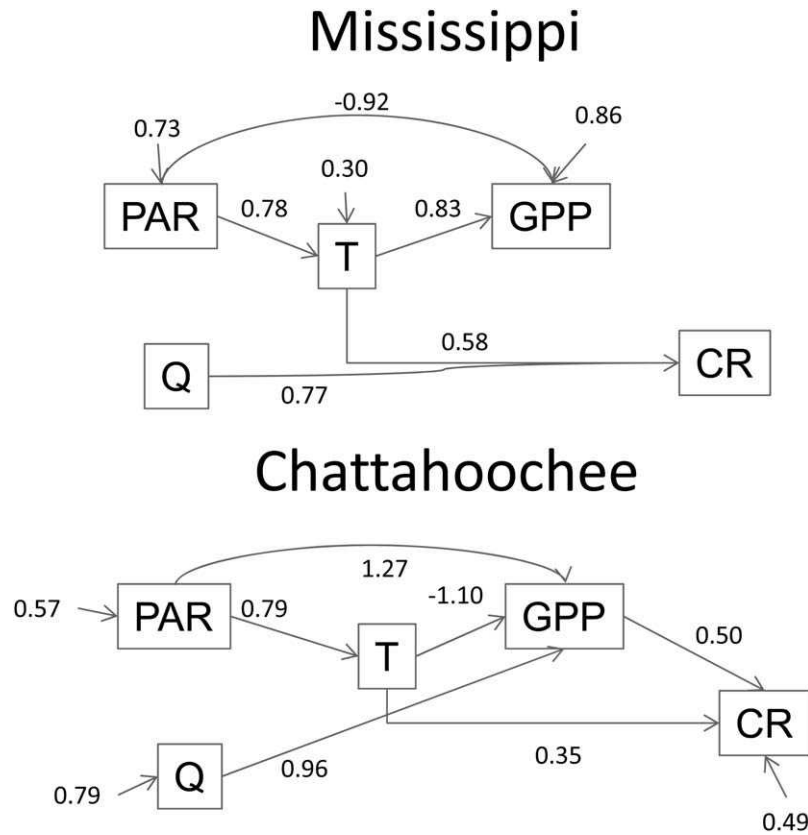 Mississippi
-0.92
0.73
0.86
0.30
PAR
0.78
0.83
GPP
T
0.58
Q
CR
0.77
Chattahoochee
1.27
0.57
PAR
0.79
-1.10
GPP
0.50
T
CR
Q
0.96
0.35
0.79
0.49